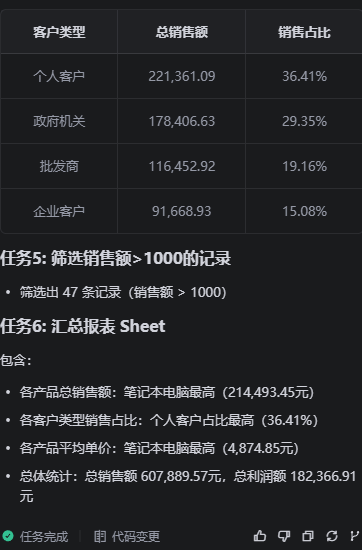 客户类型 总销售额 销售占比
个人客户 221,361.09 36.41%
政府机关 178,406.63 29.35%
批发商 116,452.92 19.16%
企业客户 91,668.93 15.08%
任务5: 筛选销售额>1000的记录
• 筛选出 47 条记录（销售额 > 1000）
任务6: 汇总报表 Sheet
包含：
• 各产品总销售额：笔记本电脑最高（214,493.45元）
• 各客户类型销售占比：个人客户占比最高（36.41%）
• 各产品平均单价：笔记本电脑最高（4,874.85元）
• 总体统计：总销售额 607,889.57元，总利润额 182,366.91
元
任务完成 代码变更